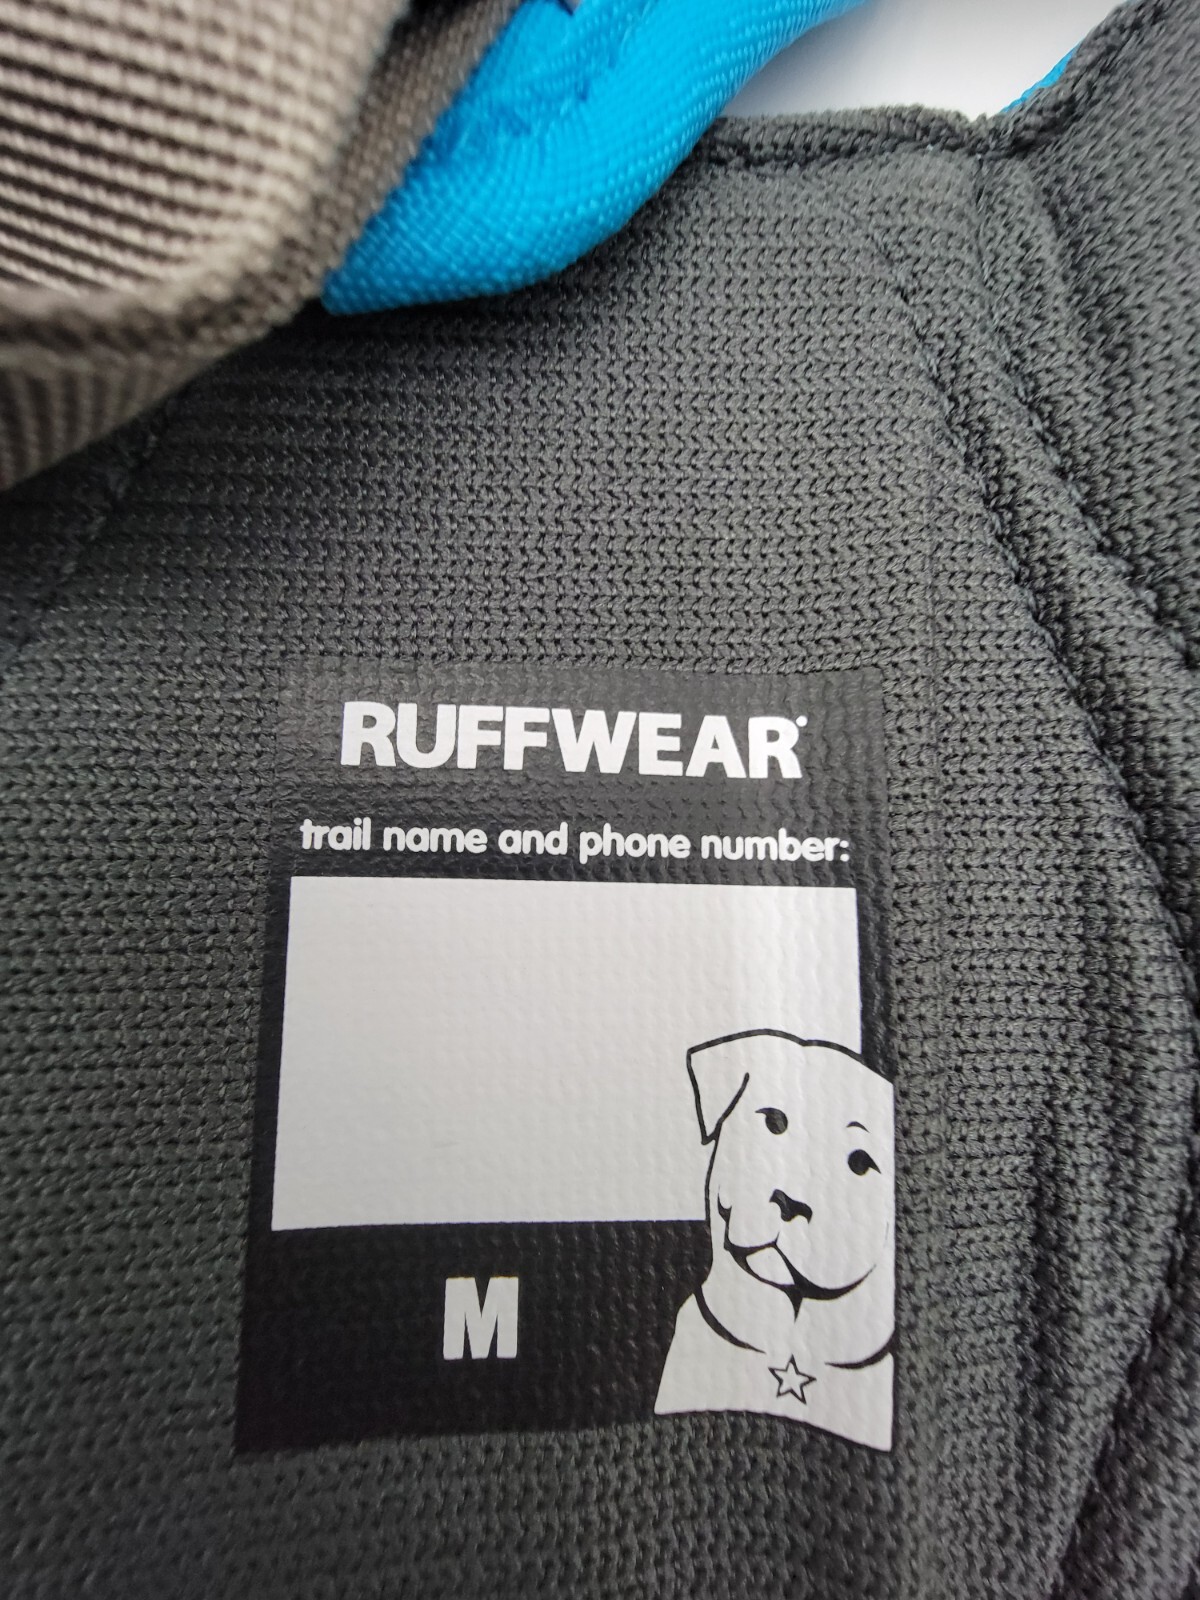 RUFFWEAR
trail name and phone number:
M